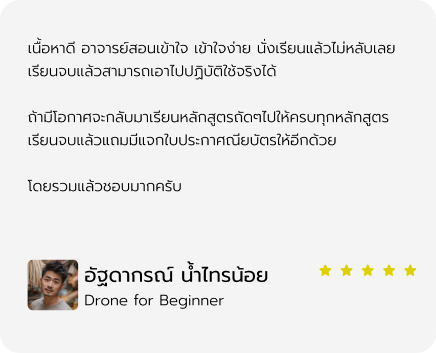 เนื้อหาดี อาจารย์สอนเข้าใจ เข้าใจง่าย นั่งเรียนแล้วไม่หลับเลย
เรียนจบแล้วสามารถเอาไปปฏิบัติใช้จริงได้
ถ้ามีโอกาศจะกลับมาเรียนหลักสูตรถัดๆไปให้ครบทุกหลักสูตร
เรียนจบแล้วแถมมีแจกใบประกาศณียบัตรให้อีกด้วย
โดยรวมแล้วชอบมากครับ
อัฐดากรณ์ น้ำไทรน้อย
Drone for Beginner